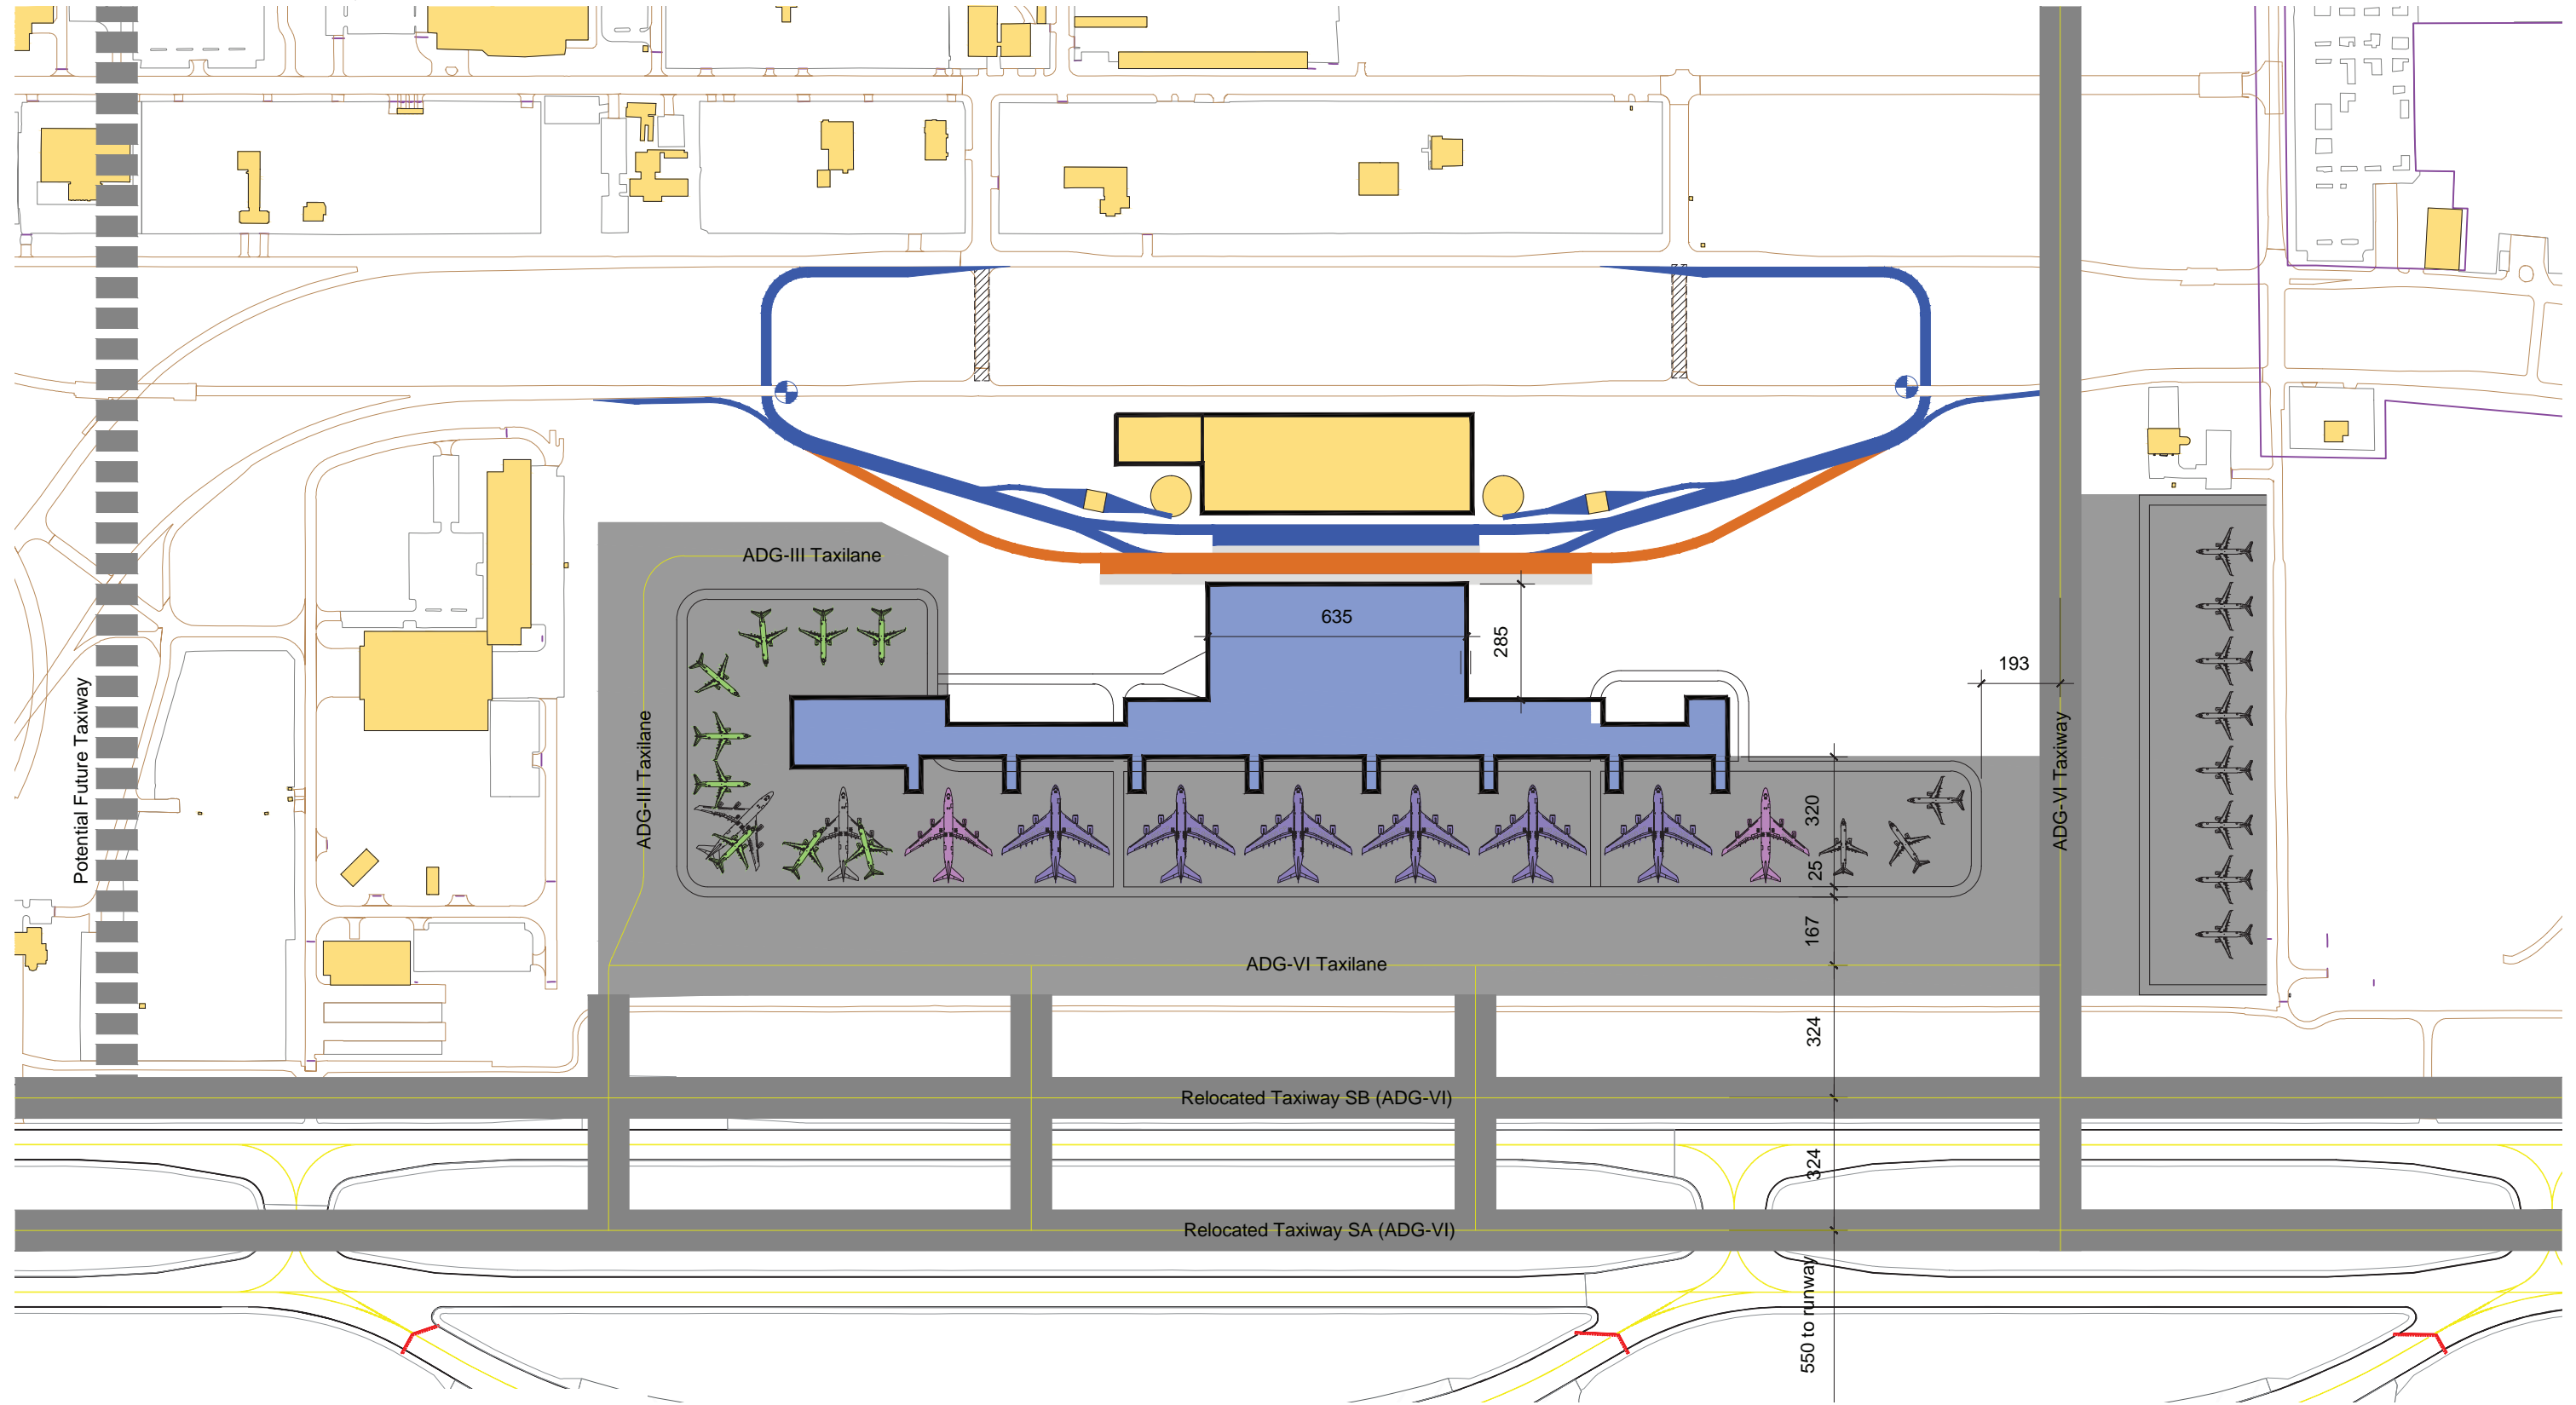 ADG-III Taxilane
635
285
193
Potential Future Taxiway
ADG-III Taxilane
ADG-VI Taxiway
320
25
167
ADG-VI Taxilane
324
Relocated Taxiway SB (ADG-VI)
324
Relocated Taxiway SA (ADG-VI)
550 to runway